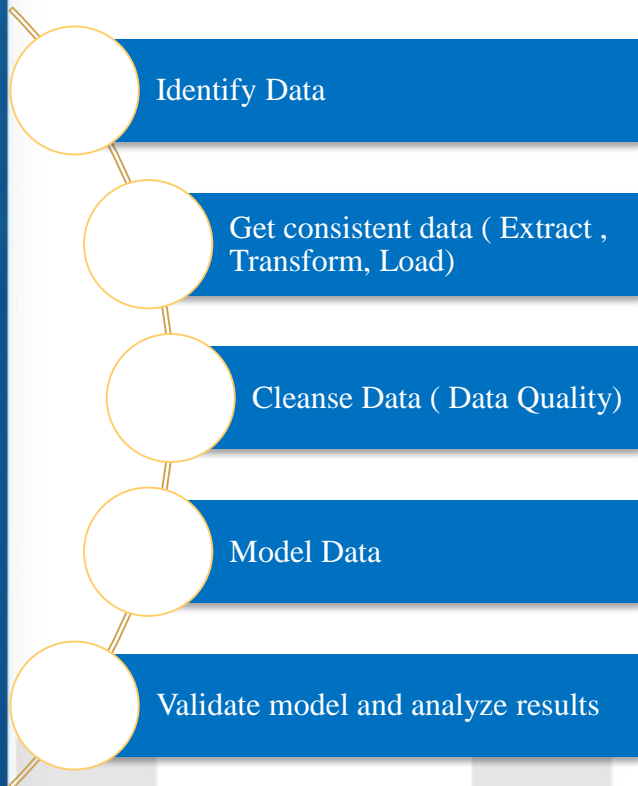 Identify Data
Get consistent data ( Extract ,
Transform, Load)
Cleanse Data ( Data Quality)
Model Data
Validate model and analyze results